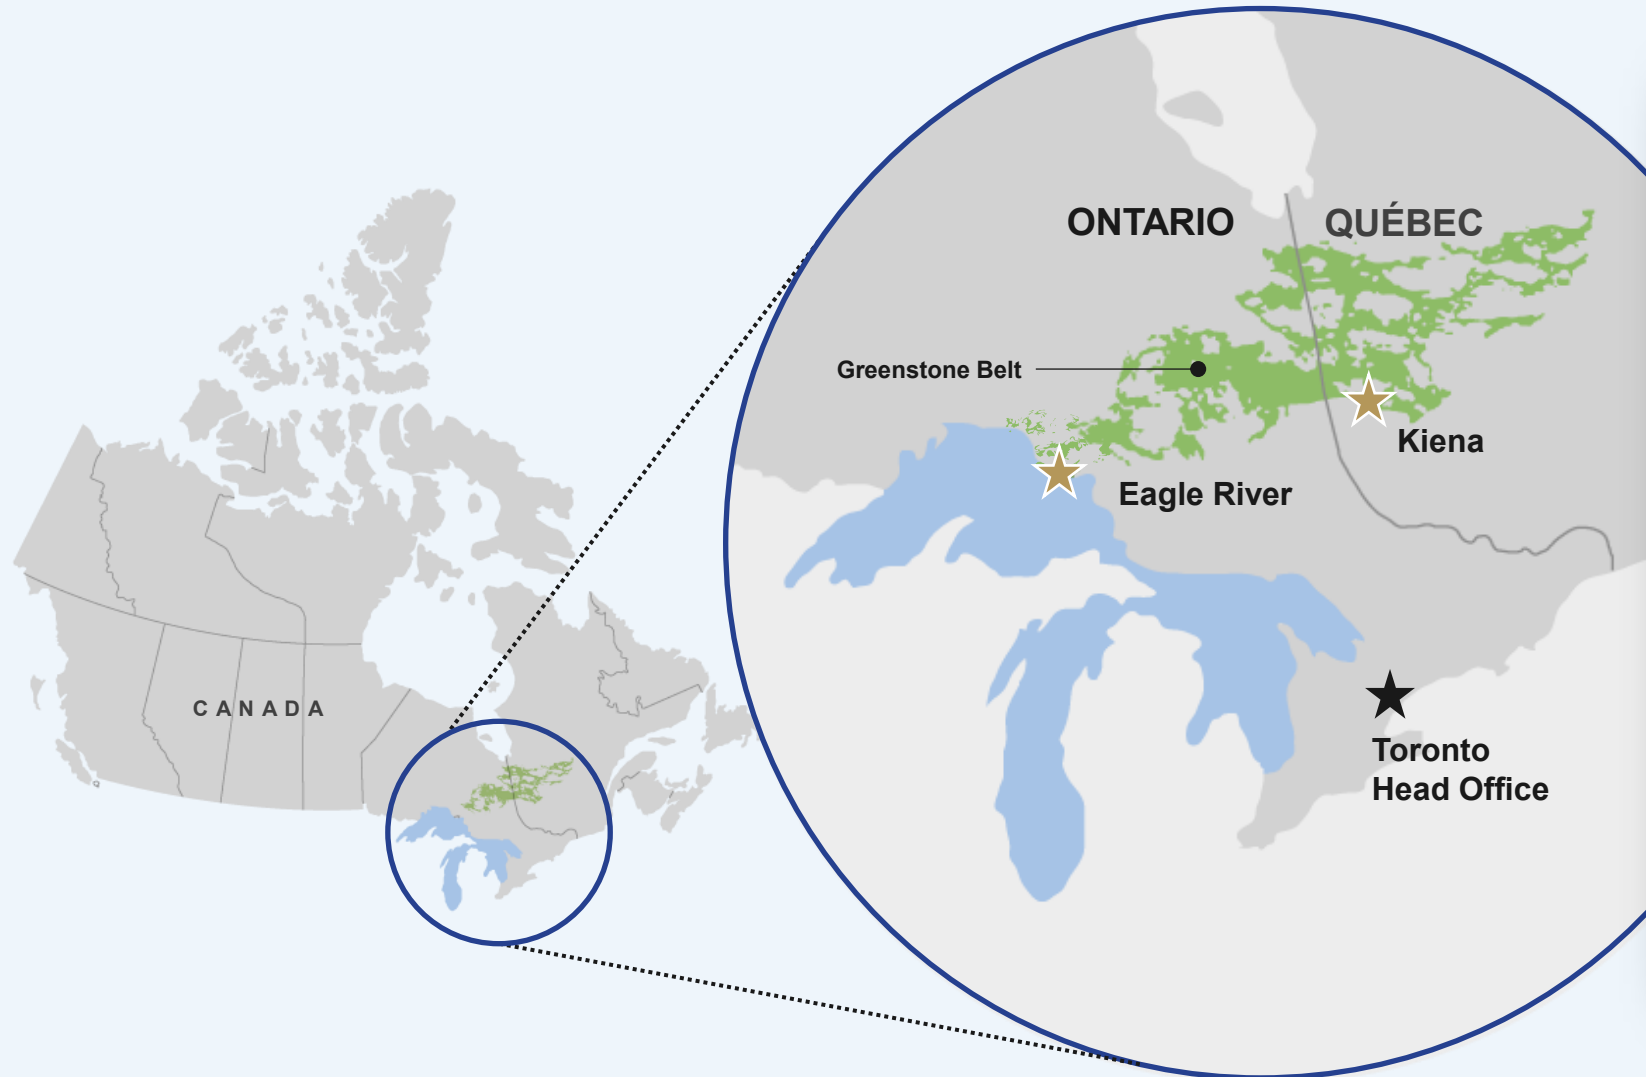 CANADA
ONTARIO
QUÉBEC
Greenstone Belt
Kiena
Eagle River
Toronto
Head Office